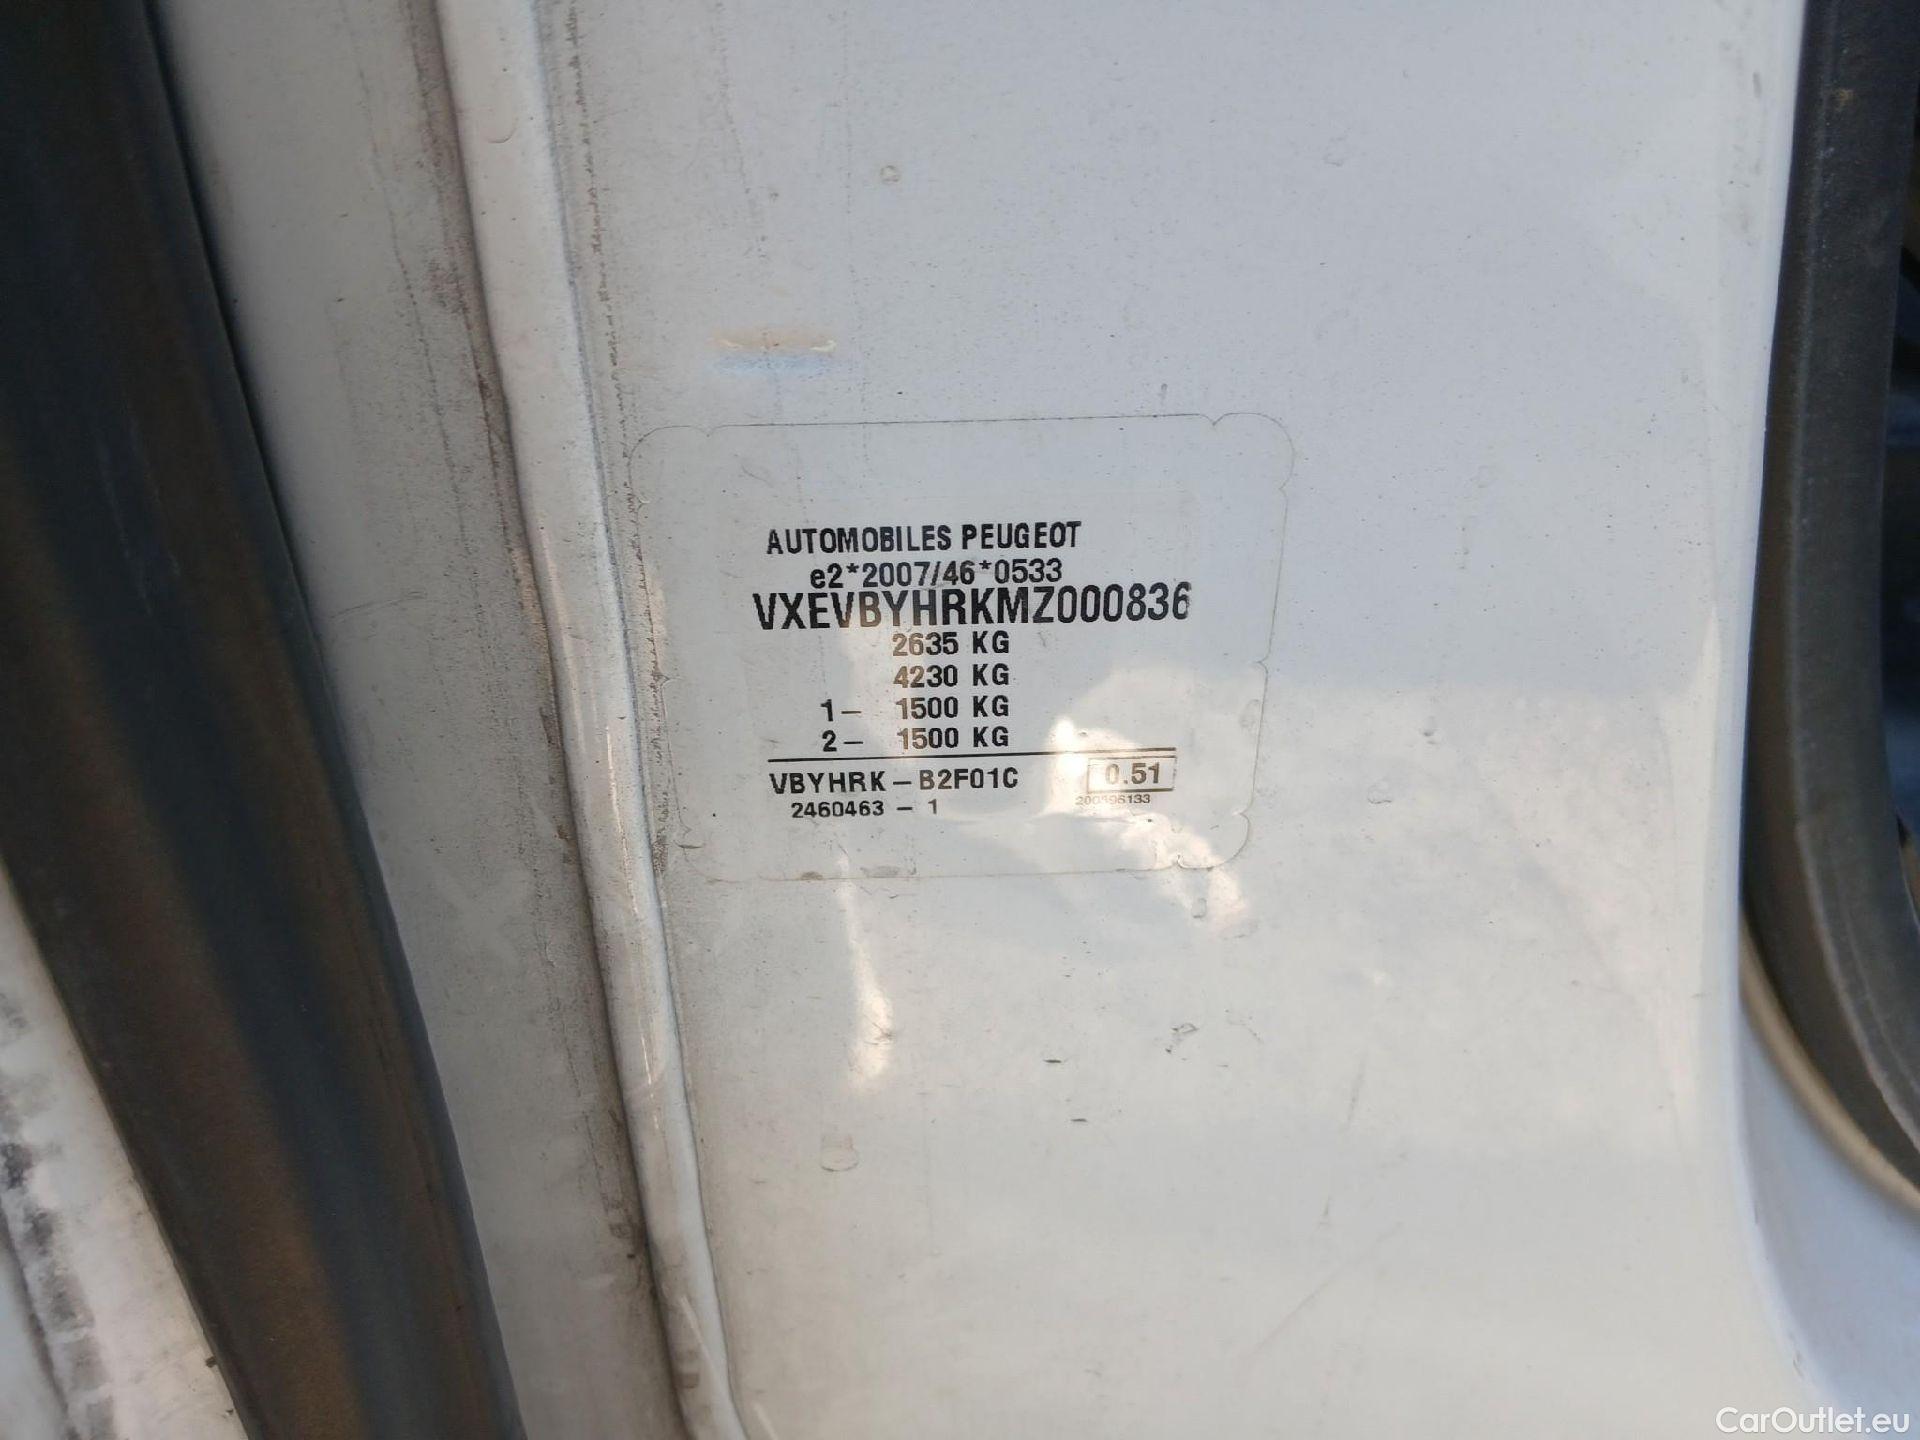 AUTOMOBILES PEUGEOT
e2*2007/46*0533
VXEVBYHRKMZ000836
2635 KG
4230 KG
1– 1500 KG
2– 1500 KG
VBYHRK – B2F01C 0.51
2460463 – 1
CarOutlet.eu